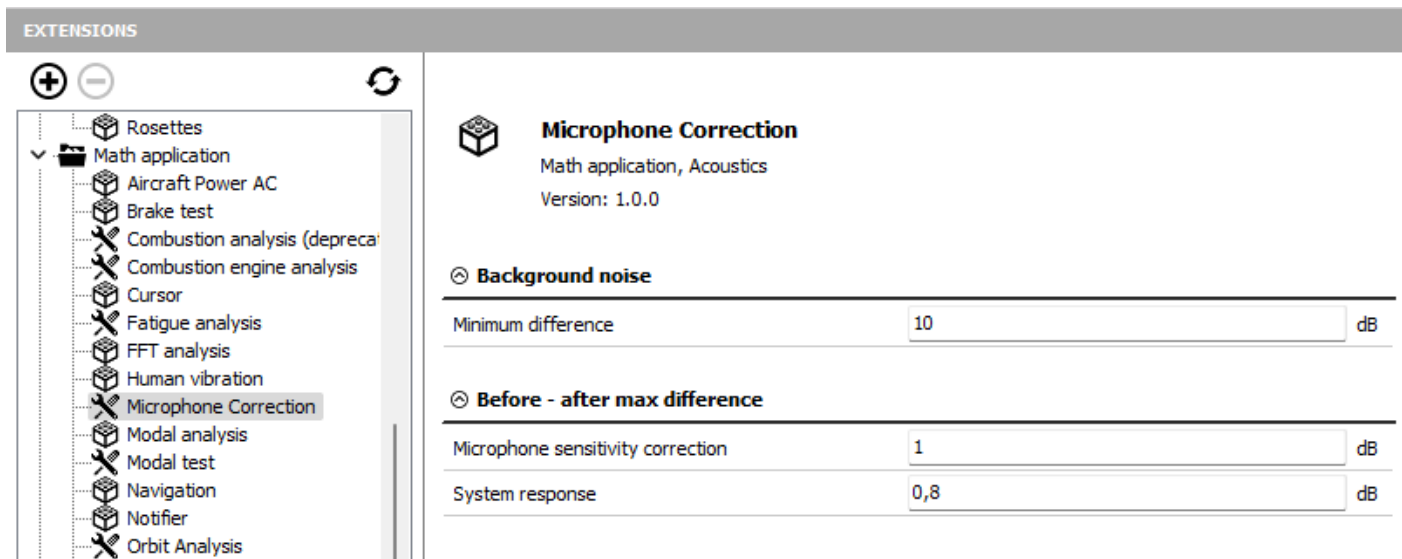 EXTENSIONS
Rosettes
Math application
Aircraft Power AC
Brake test
Combustion analysis (depreca
Combustion engine analysis
Cursor
Fatigue analysis
FFT analysis
Human vibration
Microphone Correction
Modal analysis
Modal test
Navigation
Notifier
Orbit Analysis
Microphone Correction
Math application, Acoustics
Version: 1.0.0
Background noise
Minimum difference 10 dB
Before - after max difference
Microphone sensitivity correction 1 dB
System response 0,8 dB